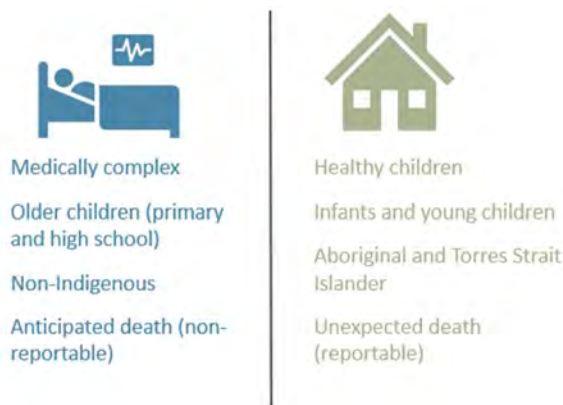 Medically complex
Older children (primary
and high school)
Non-Indigenous
Anticipated death (non-
reportable)
Healthy children
Infants and young children
Aboriginal and Torres Strait
Islander
Unexpected death
(reportable)